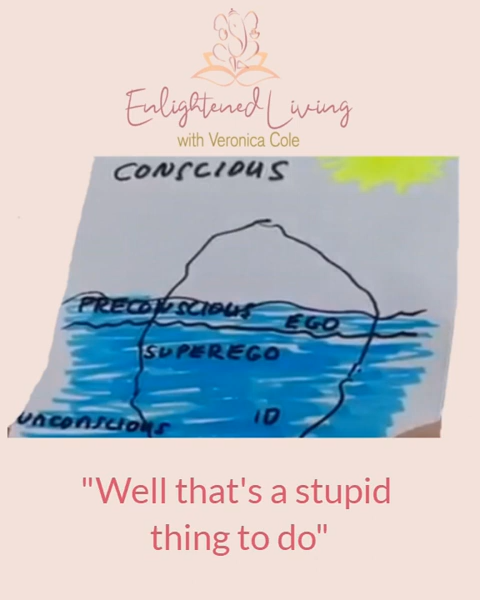 Enlightened Living
with Veronica Cole
CONSCIOUS
PRECONSCIOUS
EGO
SUPEREGO
UNCONSCIOUS
ID
"Well that's a stupid
thing to do"